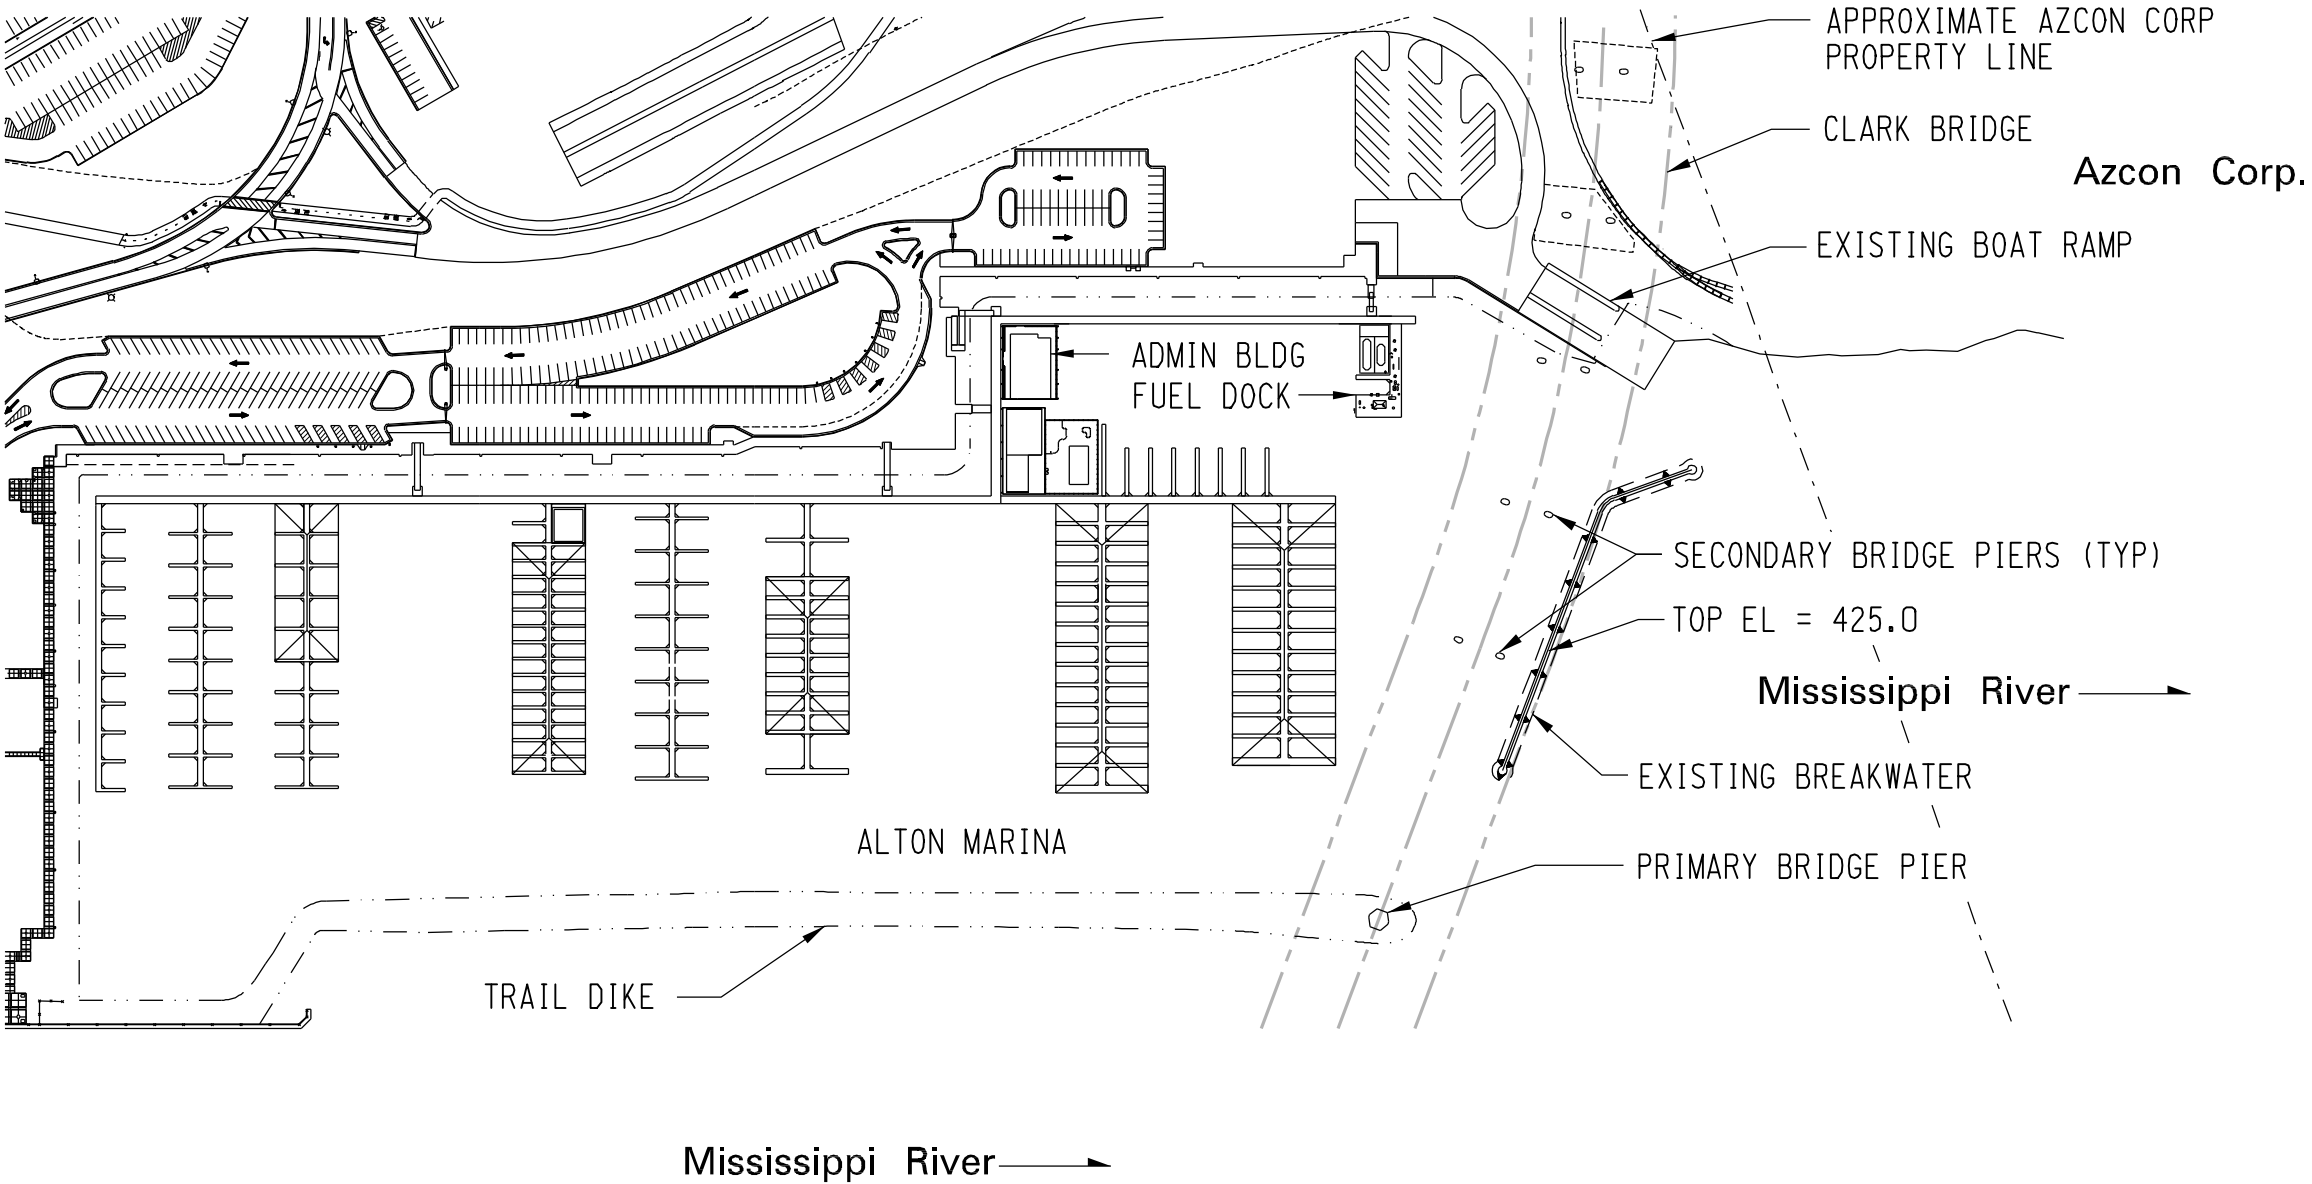 APPROXIMATE AZCON CORP
PROPERTY LINE
CLARK BRIDGE
Azcon Corp.
EXISTING BOAT RAMP
ADMIN BLDG
FUEL DOCK
SECONDARY BRIDGE PIERS (TYP)
TOP EL = 425.0
Mississippi River
EXISTING BREAKWATER
ALTON MARINA
PRIMARY BRIDGE PIER
TRAIL DIKE
Mississippi River